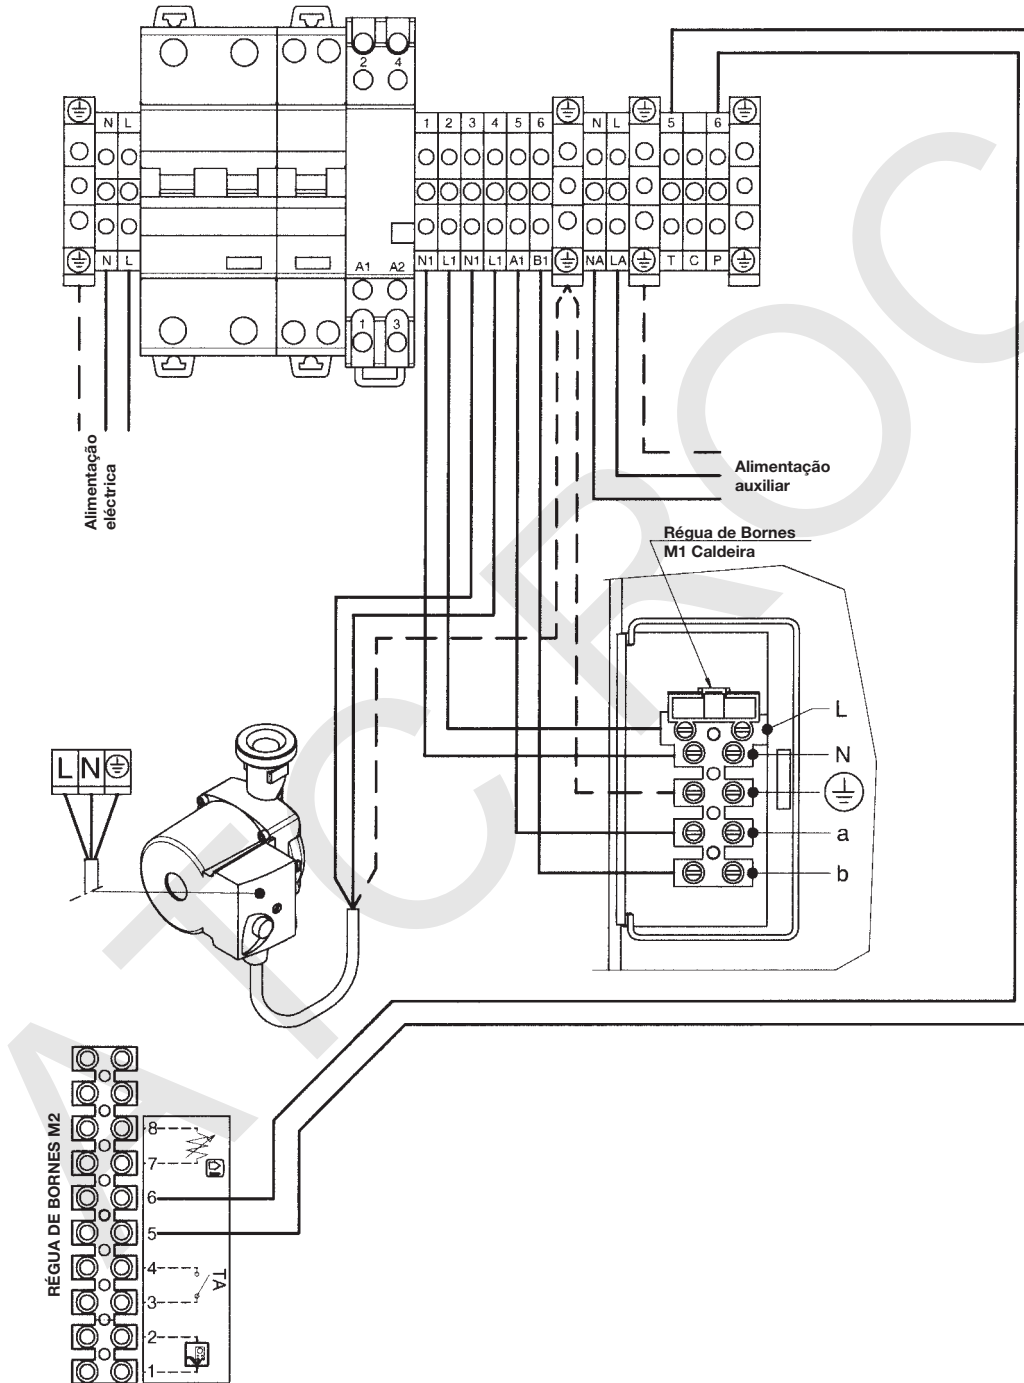 2 4
N L 1 2 3 4 5 6 N L 5 6
N L A1 A2 N1 L1 N1 L1 A1 B1 NA LA T C P
1 3
Alimentação
eléctrica
Alimentação
auxiliar
Régua de Bornes
M1 Caldeira
L
N
a
b
L N
RÉGUA DE BORNES M2
8
7
6
5
4
TA
3
2
1
ATCROC